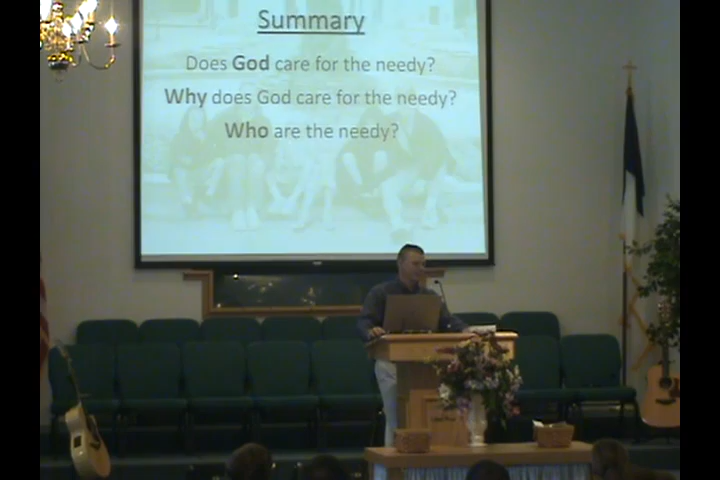 Summary
Does God care for the needy?
Why does God care for the needy?
Who are the needy?